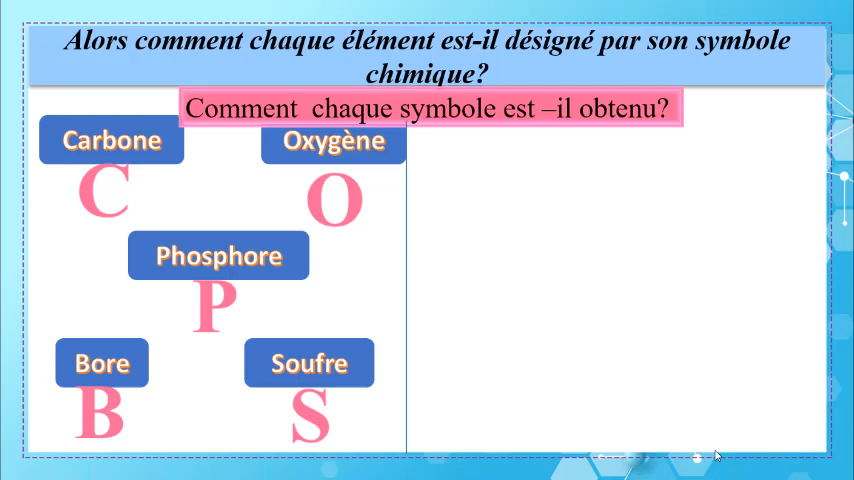 Alors comment chaque élément est-il désigné par son symbole
chimique?
Comment chaque symbole est –il obtenu?
Carbone
Oxygène
C
O
Phosphore
P
Bore
Soufre
B
S